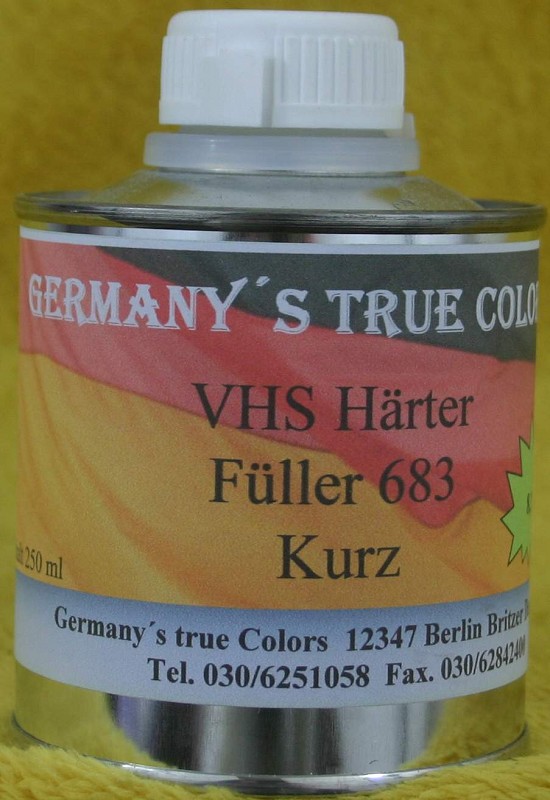 GERMANY´S TRUE COLO
VHS Härter
Füller 683
Kurz
250 ml
Germany´s true Colors 12347 Berlin Britzer
Tel. 030/6251058 Fax. 030/62842400